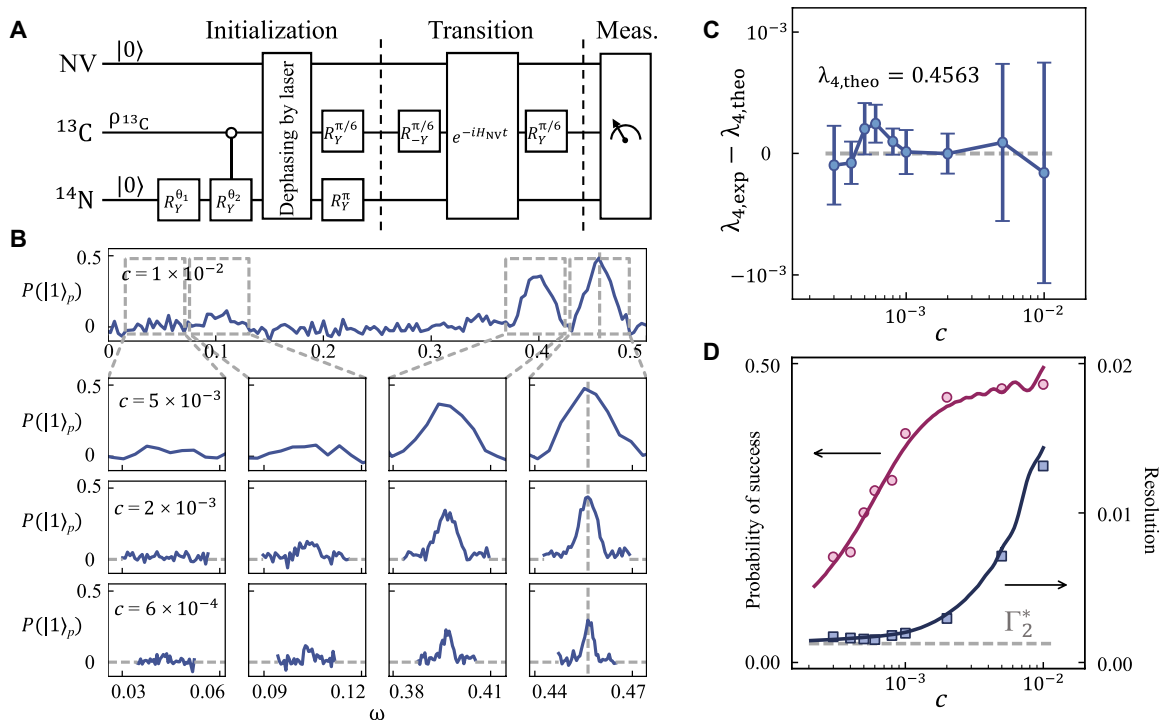 A
Initialization Transition Meas.
NV |0⟩
¹³C ρ¹³C
¹⁴N |0⟩
R_Y^θ₁ R_Y^θ₂
Dephasing by laser
R_Y^π/6
R_Y^π
R_-Y^π/6
e^-iH_NV t
R_Y^π/6
B
0.5
P(|1⟩ₚ)
0
c = 1 × 10⁻²
0 0.1 0.2 0.3 0.4 0.5
0.5
P(|1⟩ₚ)
0
c = 5 × 10⁻³
0.5
P(|1⟩ₚ)
0
c = 2 × 10⁻³
0.5
P(|1⟩ₚ)
0
c = 6 × 10⁻⁴
0.03 0.06 0.09 0.12 0.38 0.41 0.44 0.47
ω
C
10⁻³
0
−10⁻³
λ₄,exp − λ₄,theo
λ₄,theo = 0.4563
10⁻³ 10⁻²
c
D
0.50
0.00
Probability of success
0.02
0.01
0.00
Resolution
Γ₂*
10⁻³ 10⁻²
c